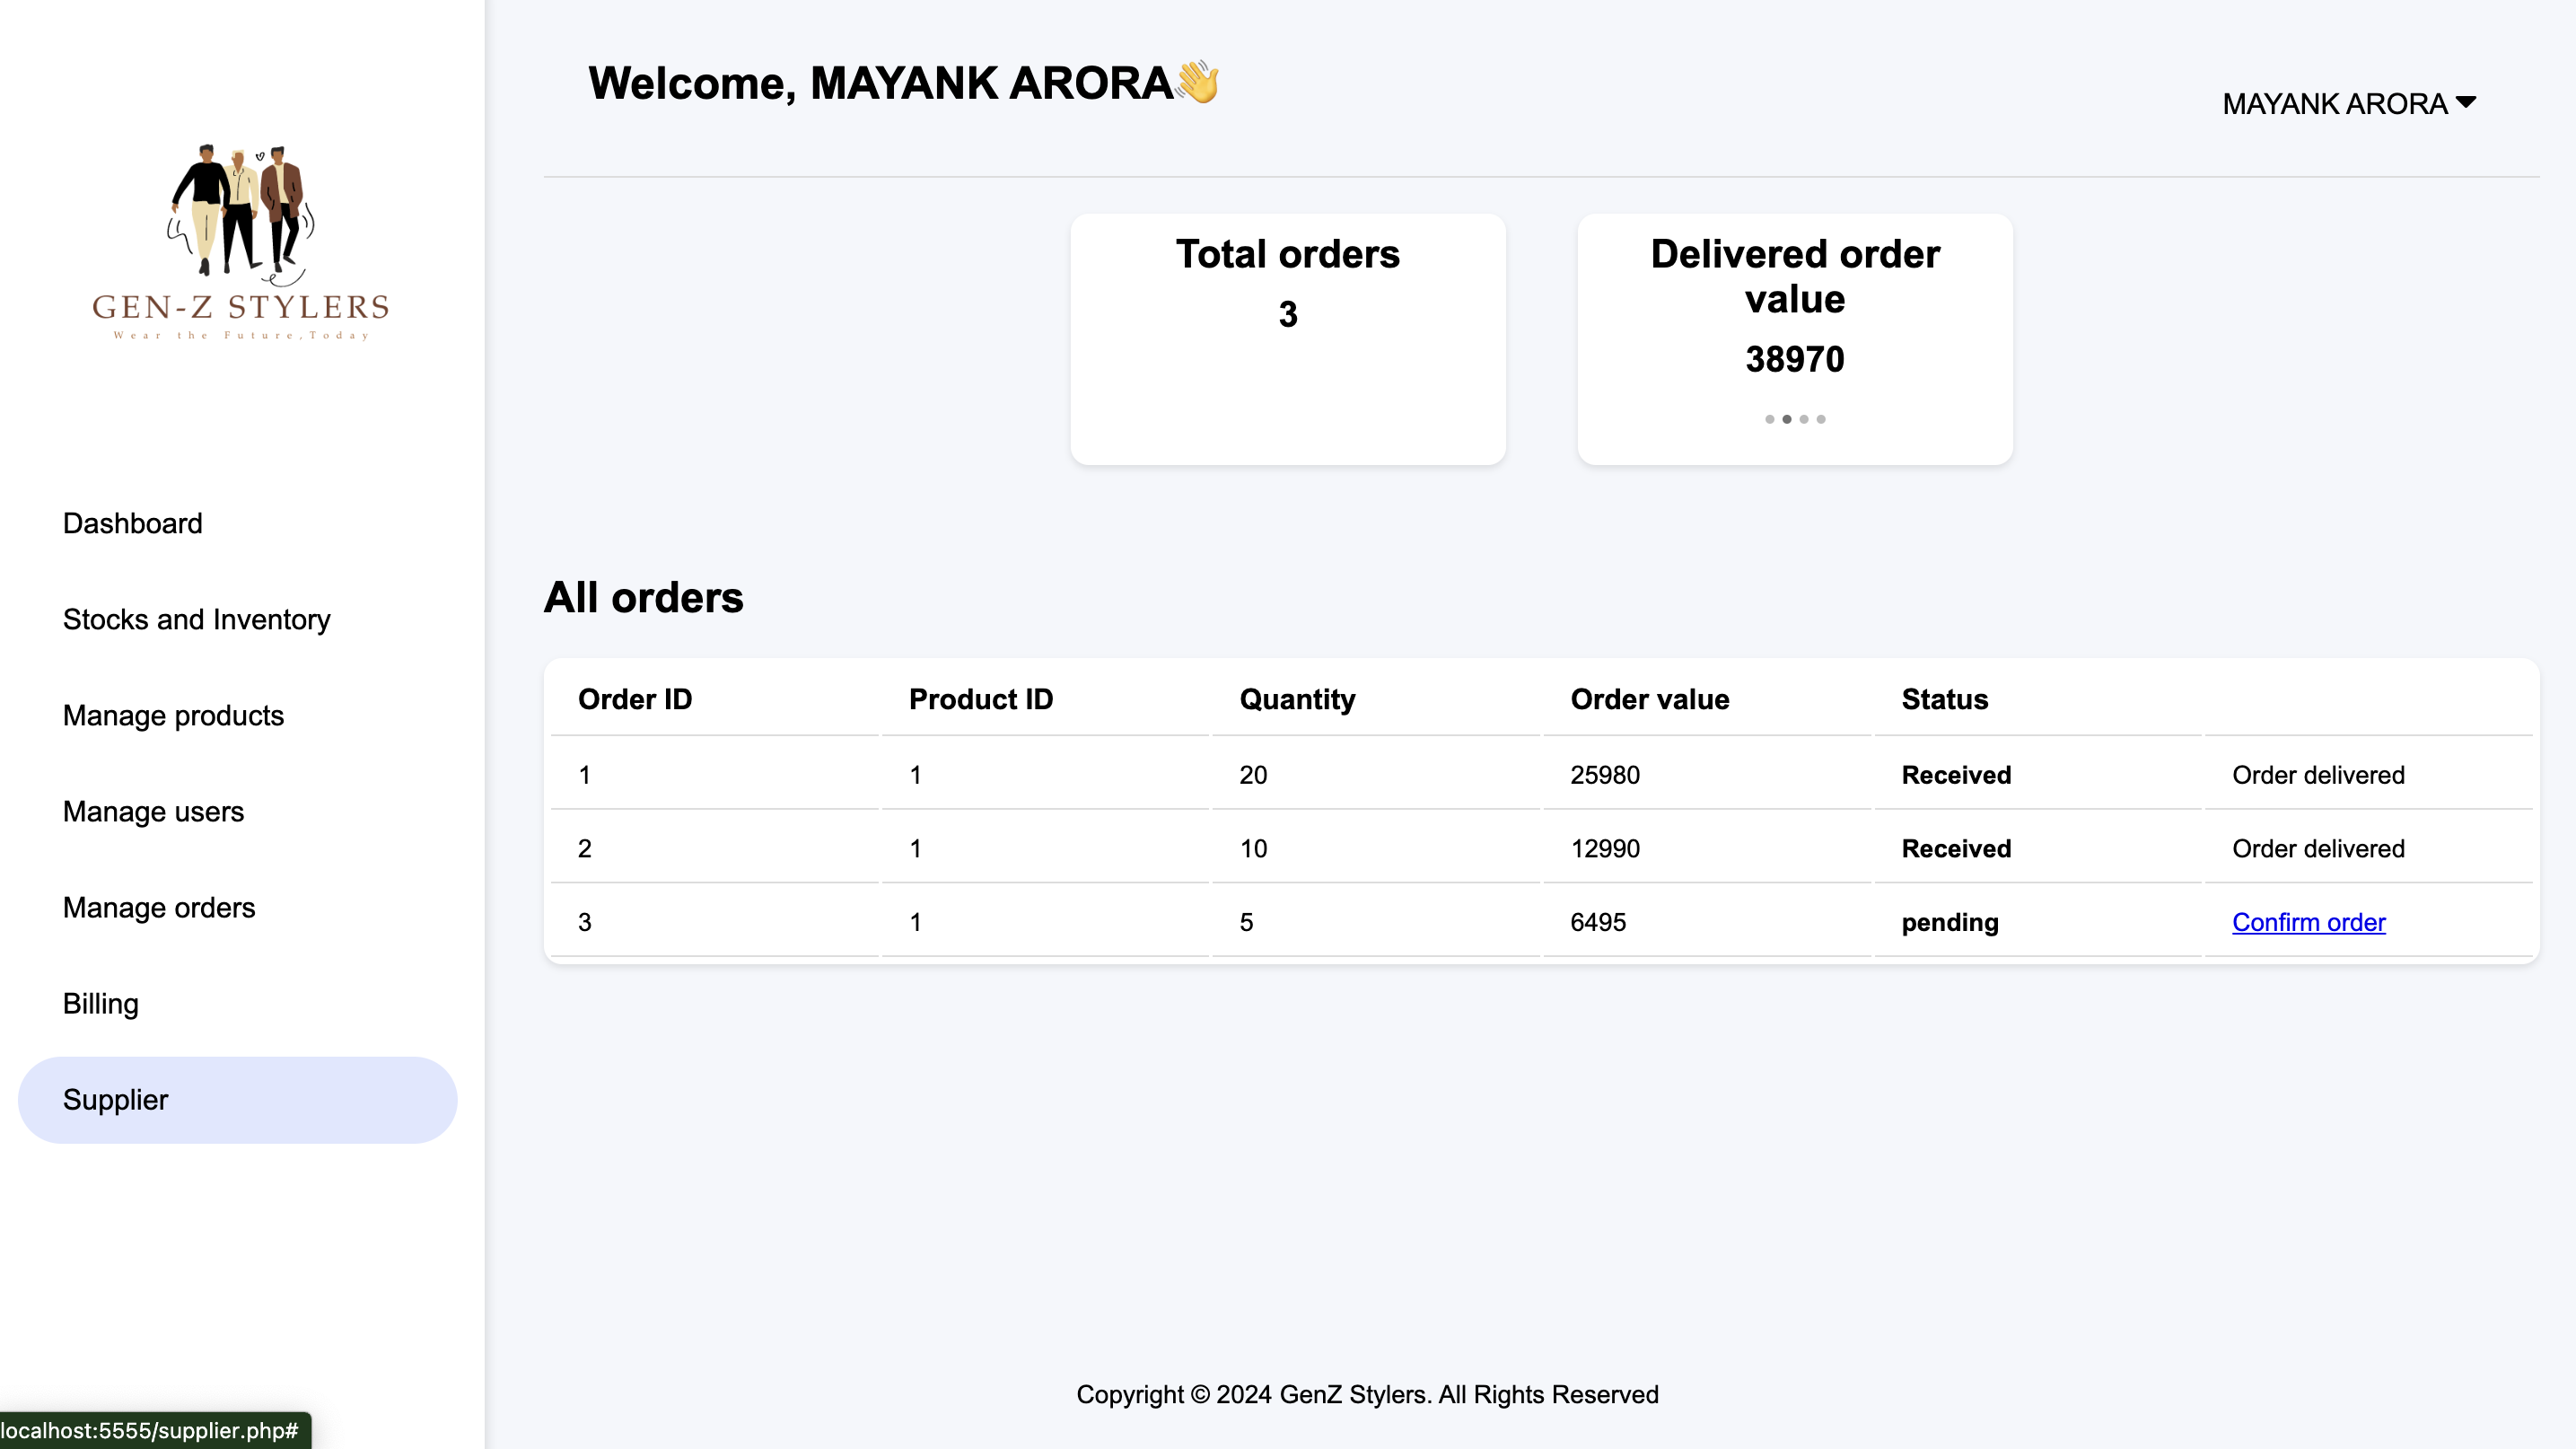 GEN-Z STYLERS
Wear the Future,Today
Dashboard
Stocks and Inventory
Manage products
Manage users
Manage orders
Billing
Supplier
localhost:5555/supplier.php#
Welcome, MAYANK ARORA👋
MAYANK ARORA
Total orders
3
Delivered order
value
38970
All orders
Order ID Product ID Quantity Order value Status
1 1 20 25980 Received Order delivered
2 1 10 12990 Received Order delivered
3 1 5 6495 pending Confirm order
Copyright © 2024 GenZ Stylers. All Rights Reserved